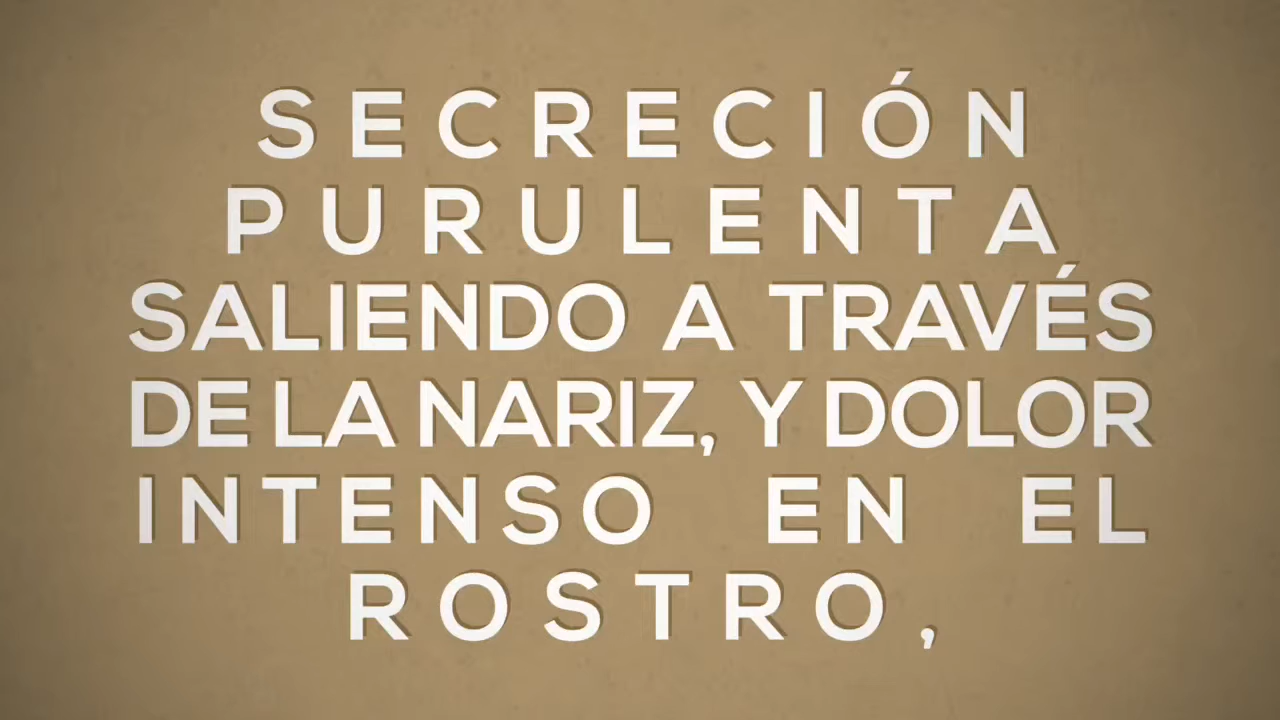 SECRECIÓN
PURULENTA
SALIENDO A TRAVÉS
DE LA NARIZ, Y DOLOR
INTENSO EN EL
ROSTRO,